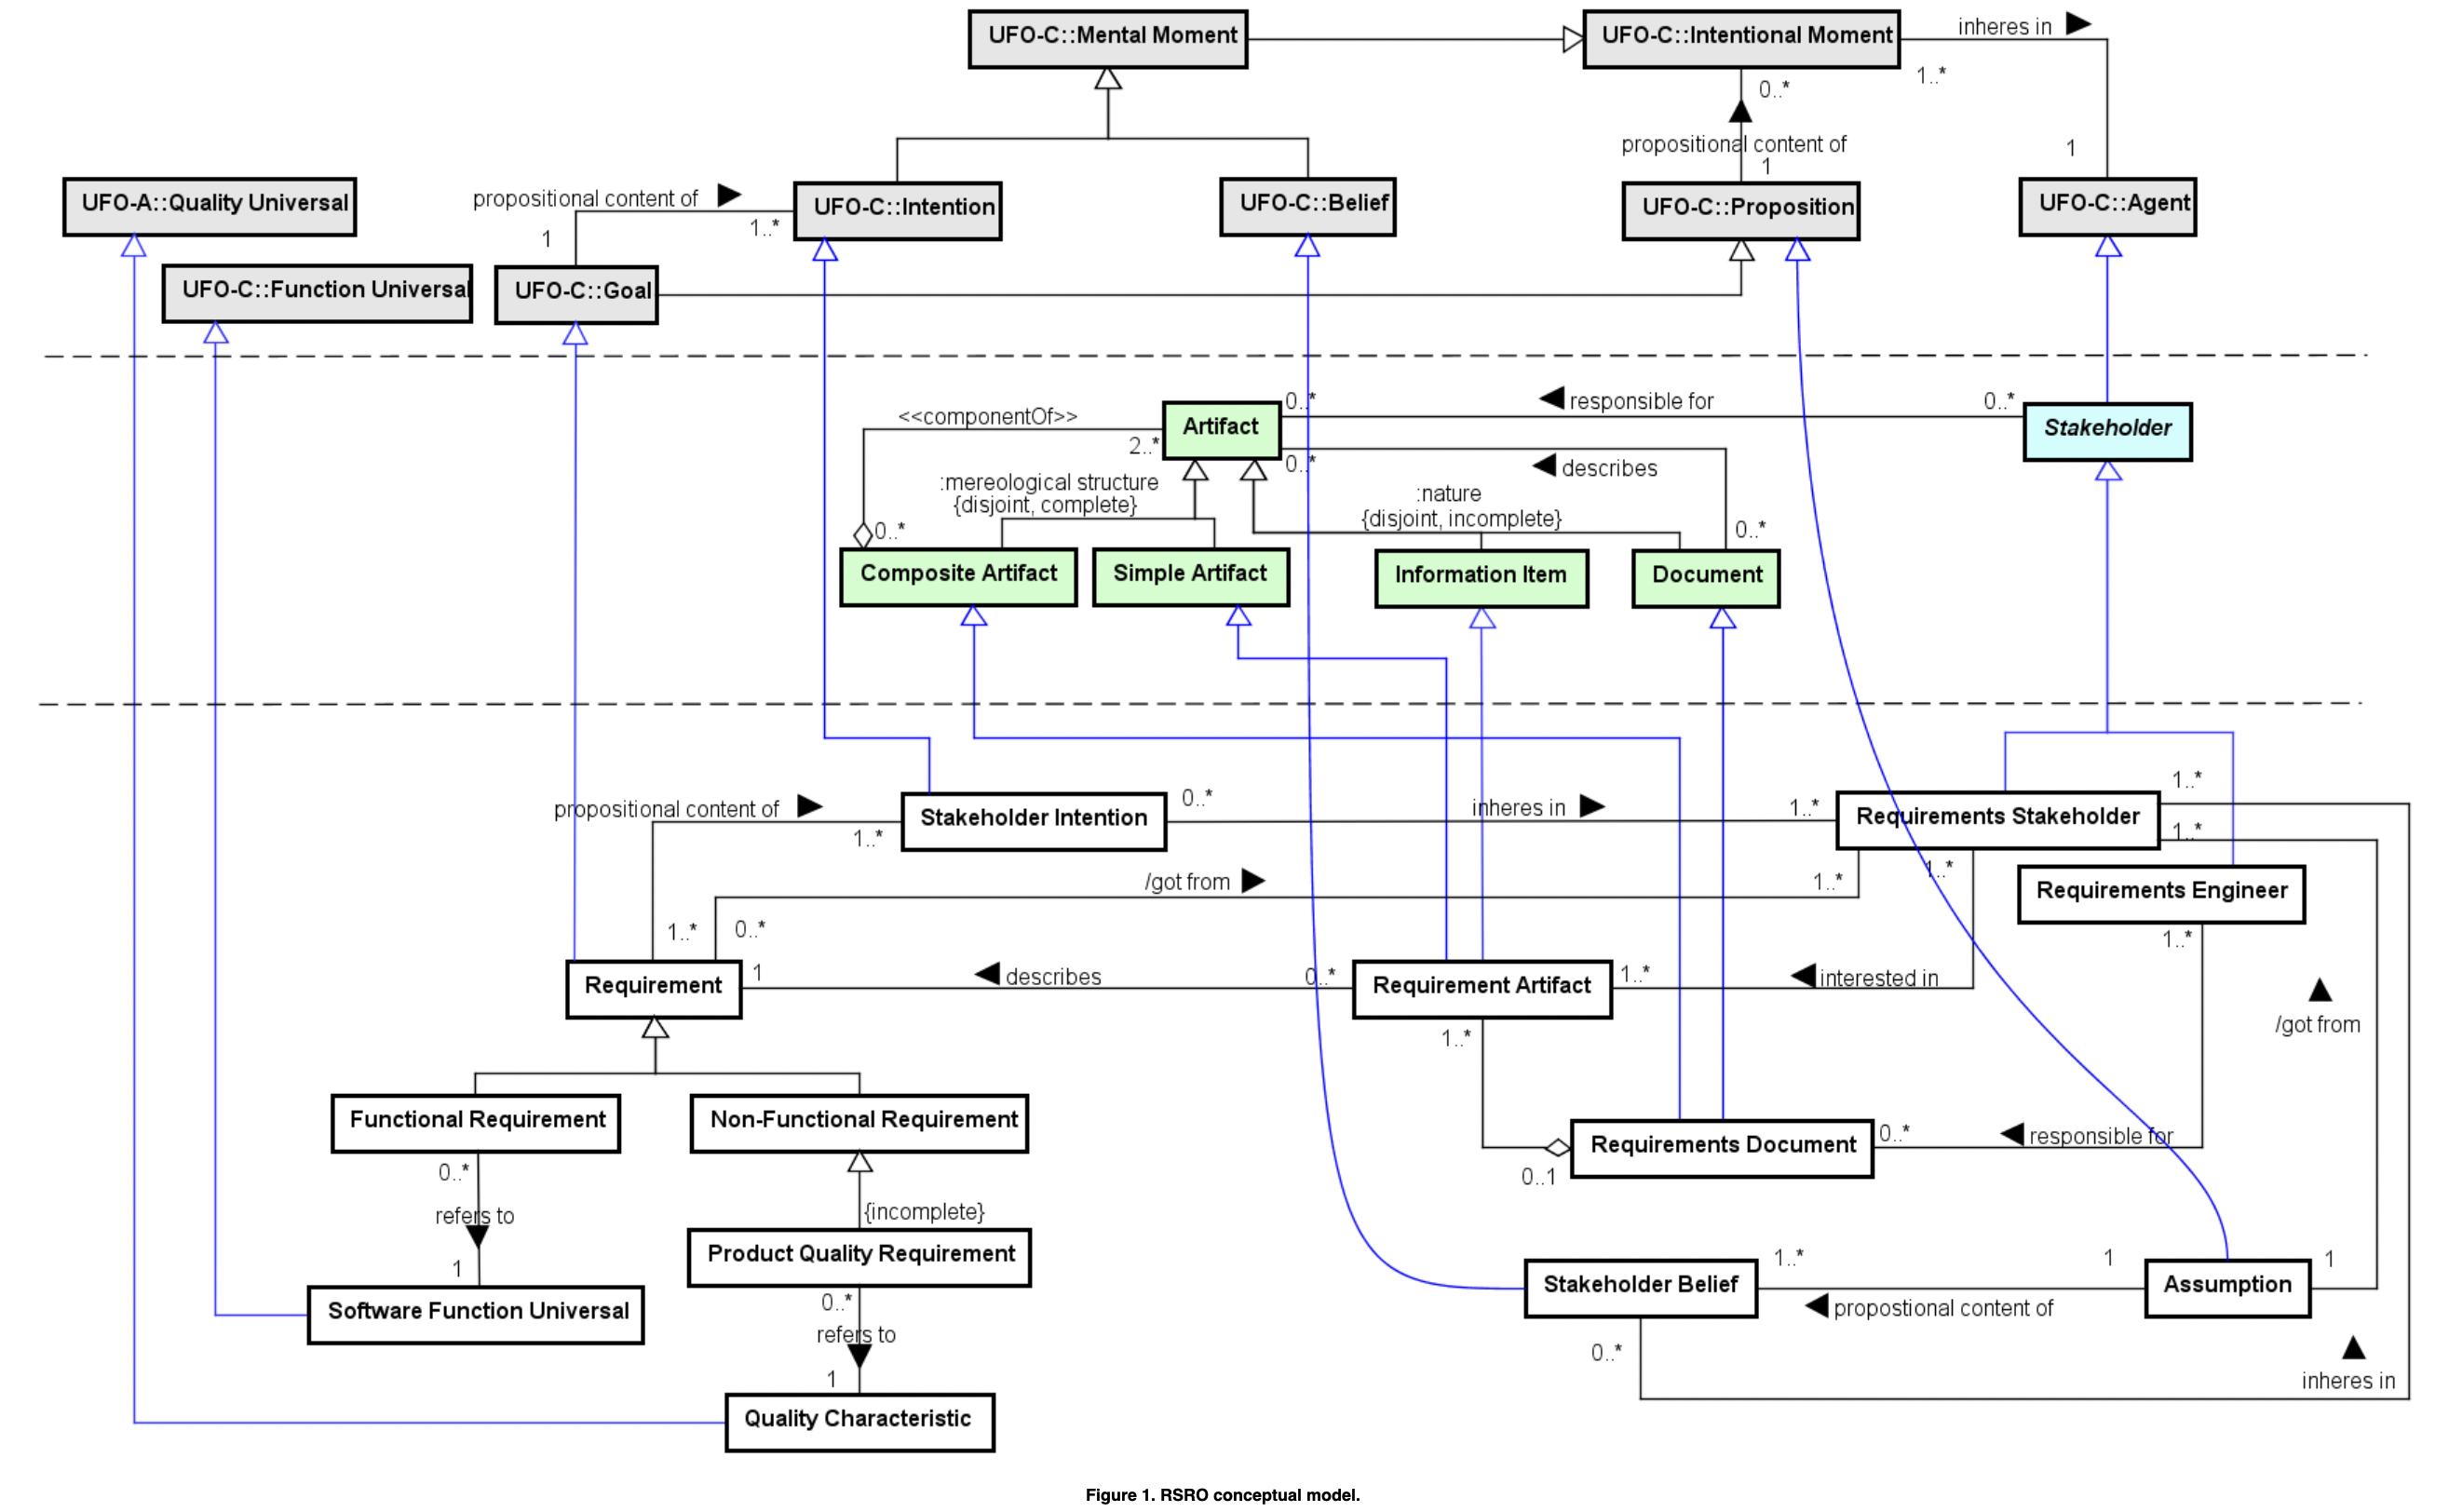 UFO-C::Mental Moment
UFO-C::Intentional Moment
inheres in
1..*
0..*
propositional content of
1
1
UFO-A::Quality Universal
propositional content of
1..*
1
UFO-C::Intention
UFO-C::Belief
UFO-C::Proposition
UFO-C::Agent
UFO-C::Function Universal
UFO-C::Goal
<<componentOf>>
2..*
Artifact
0..*
responsible for
0..*
Stakeholder
0..*
describes
:mereological structure
{disjoint, complete}
:nature
{disjoint, incomplete}
0..*
0..*
Composite Artifact
Simple Artifact
Information Item
Document
propositional content of
1..*
Stakeholder Intention
0..*
inheres in
1..*
Requirements Stakeholder
1..*
1..*
/got from
1..*
1..*
Requirements Engineer
1..*
1..*
0..*
Requirement
1
describes
0..*
Requirement Artifact
1..*
interested in
/got from
1..*
Functional Requirement
Non-Functional Requirement
Requirements Document
0..*
responsible for
0..1
0..*
refers to
1
{incomplete}
Product Quality Requirement
Software Function Universal
0..*
refers to
1
Quality Characteristic
Stakeholder Belief
1..*
1
propostional content of
Assumption
1
0..*
inheres in
Figure 1. RSRO conceptual model.